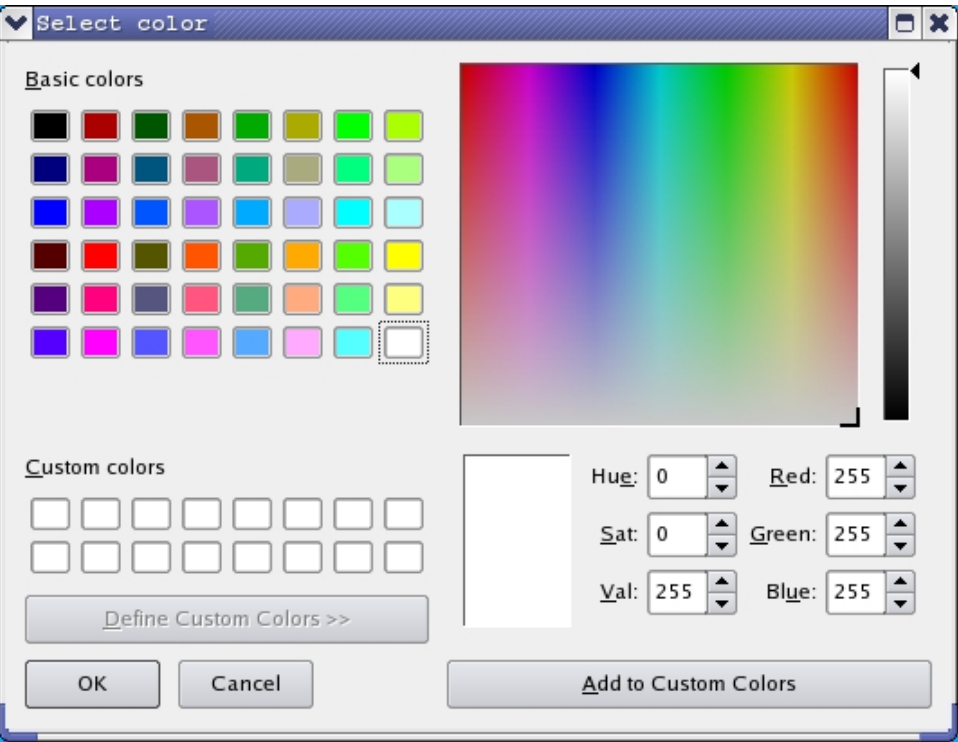 Select color
Basic colors
Custom colors
Define Custom Colors >>
OK
Cancel
Hue: 0
Red: 255
Sat: 0
Green: 255
Val: 255
Blue: 255
Add to Custom Colors